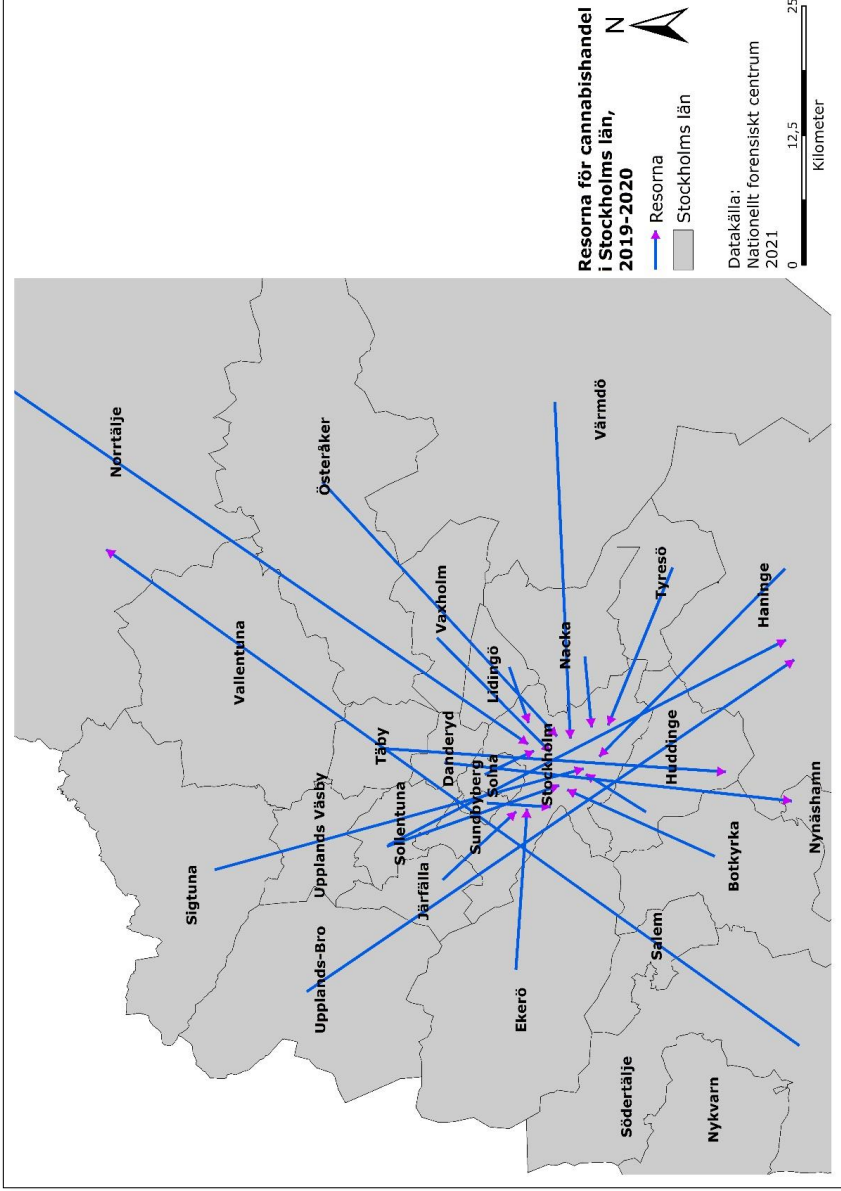 Norrtälje
Sigtuna
Vallentuna
Österåker
Upplands-Bro
Upplands Väsby
Täby
Sollentuna
Järfälla
Danderyd
Vaxholm
Sundbyberg
Solna
Lidingö
Ekerö
Stockholm
Nacka
Värmdö
Södertälje
Salem
Huddinge
Tyresö
Nykvarn
Botkyrka
Haninge
Nynäshamn
Resorna för cannabishandel
i Stockholms län,
2019-2020
N
Resorna
Stockholms län
Datakälla:
Nationellt forensiskt centrum
2021
0 12,5 25
Kilometer